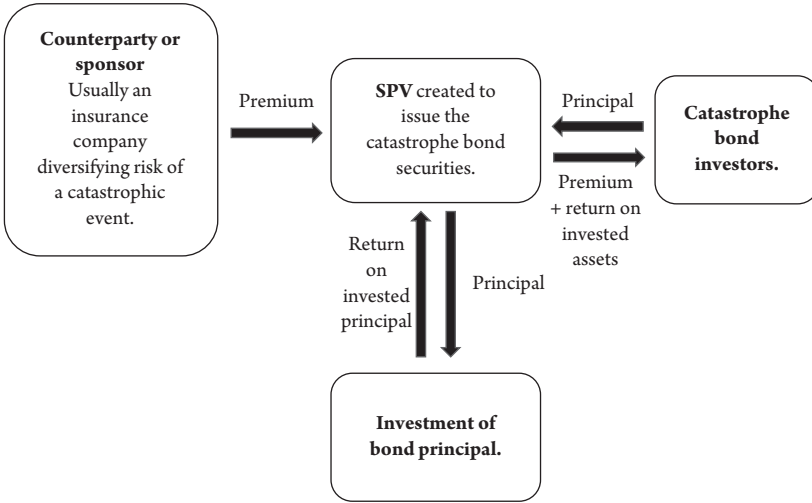 Counterparty or
sponsor
Usually an
insurance
company
diversifying risk of
a catastrophic
event.
Premium
SPV created to
issue the
catastrophe bond
securities.
Principal
Premium
+ return on
invested
assets
Catastrophe
bond
investors.
Return
on
invested
principal
Principal
Investment of
bond principal.